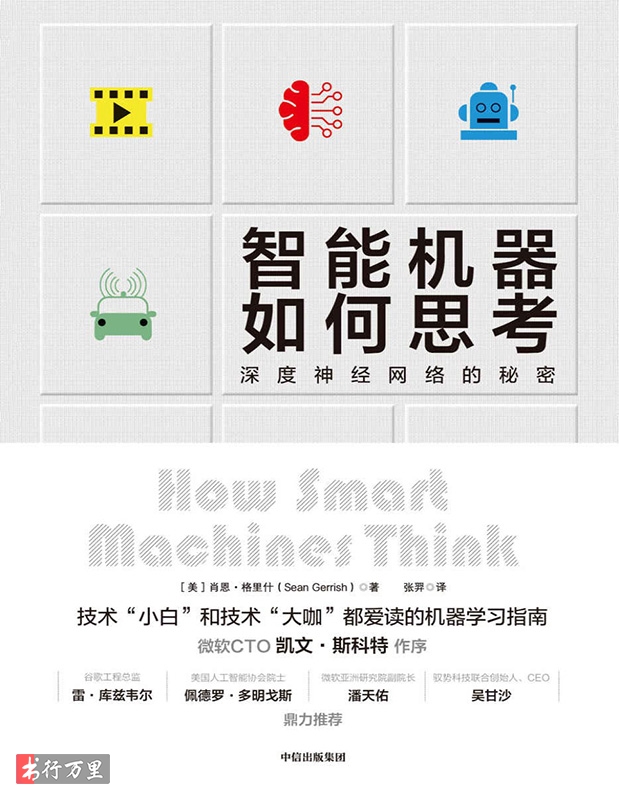 智能机器
如何思考
深度神经网络的秘密
How Smart
Machines Think
［美］肖恩·格里什（Sean Gerrish）◎著 张羿◎译
技术“小白”和技术“大咖”都爱读的机器学习指南
微软CTO 凯文·斯科特 作序
谷歌工程总监 美国人工智能协会院士 微软亚洲研究院副院长 驭势科技联合创始人、CEO
雷·库兹韦尔 佩德罗·多明戈斯 潘天佑 吴甘沙
鼎力推荐
中信出版集团
书行万里